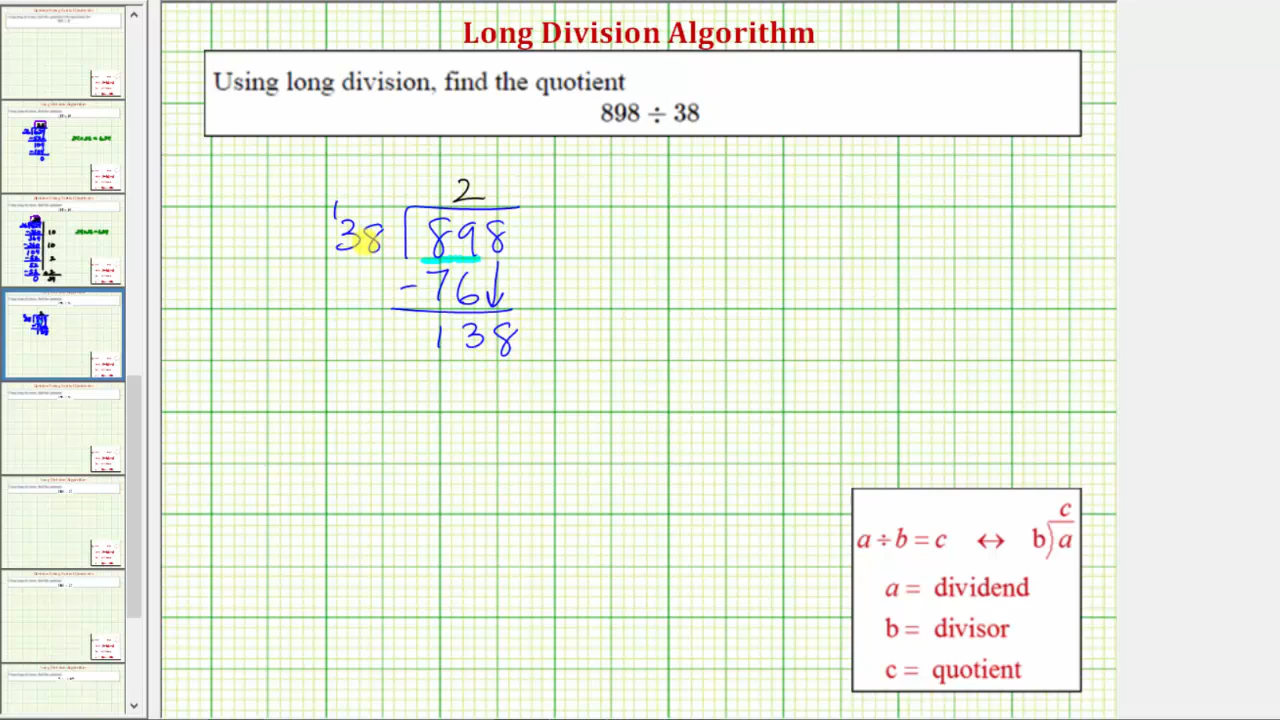 Long Division Algorithm
Using long division, find the quotient
898 ÷ 38
2
1
38 898
- 76↓
138
c
a ÷ b = c ↔ b)a
a = dividend
b = divisor
c = quotient